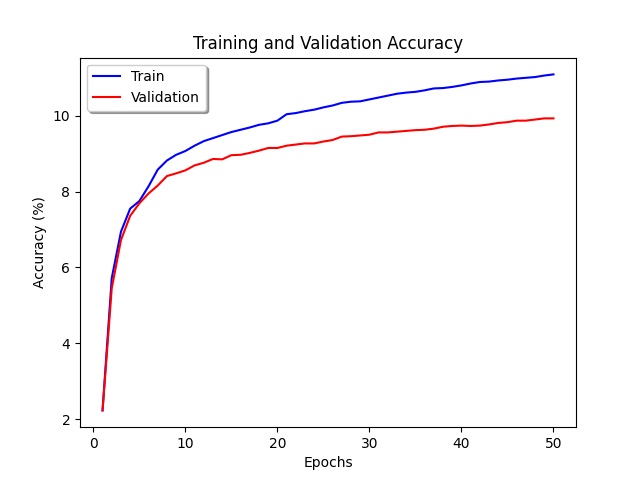 Training and Validation Accuracy
Train
Validation
Accuracy (%)
10
8
6
4
2
0 10 20 30 40 50
Epochs